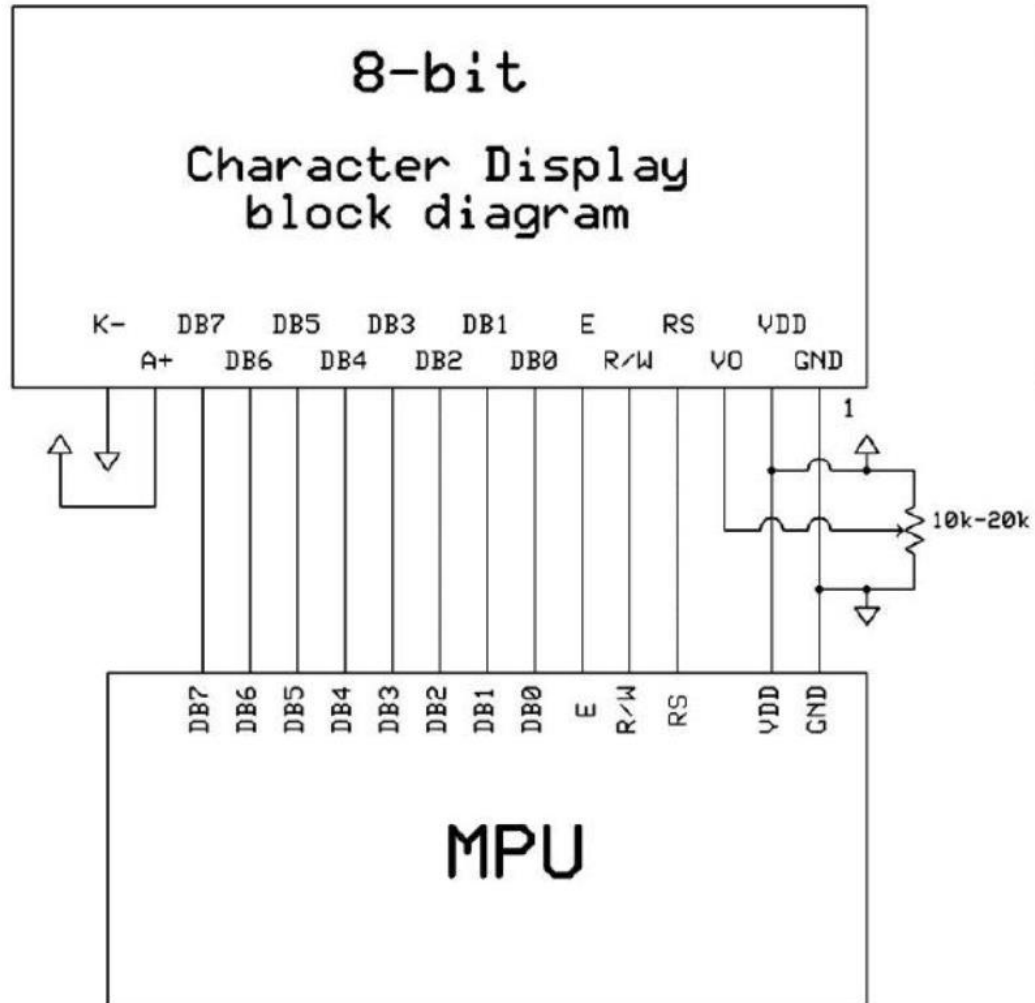 8-bit
Character Display
block diagram
K- DB7 DB5 DB3 DB1 E RS VDD
A+ DB6 DB4 DB2 DB0 R/W VO GND
1
10k-20k
DB7 DB6 DB5 DB4 DB3 DB2 DB1 DB0 E R/W RS VDD GND
MPU